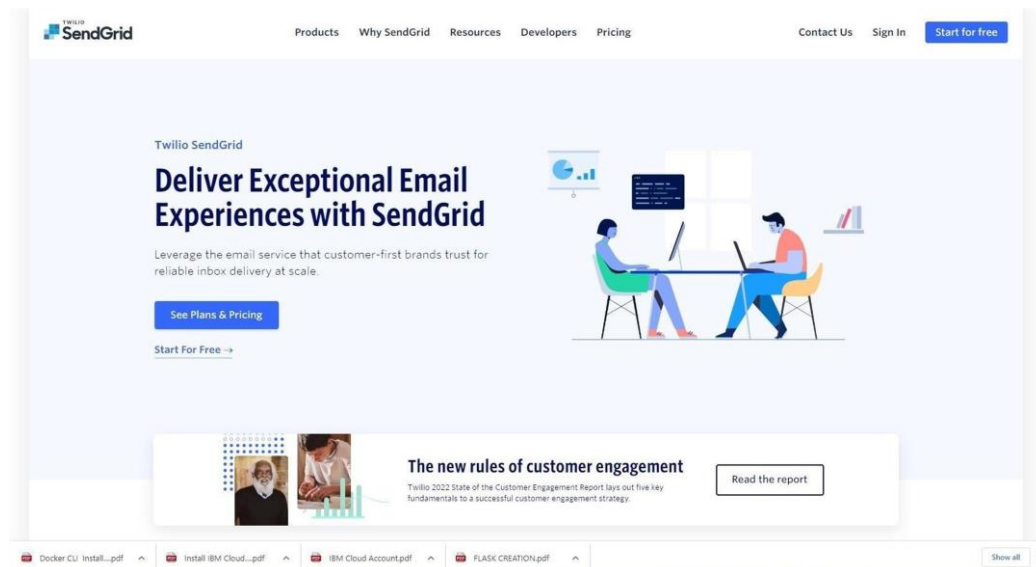 TWILIO
SendGrid
Products Why SendGrid Resources Developers Pricing
Contact Us Sign In Start for free
Twilio SendGrid
Deliver Exceptional Email
Experiences with SendGrid
Leverage the email service that customer-first brands trust for
reliable inbox delivery at scale.
See Plans & Pricing
Start For Free →
The new rules of customer engagement
Twilio 2022 State of the Customer Engagement Report lays out five key
fundamentals to a successful customer engagement strategy.
Read the report
Docker CLI Install....pdf Install IBM Cloud....pdf IBM Cloud Account.pdf FLASK CREATION.pdf Show all